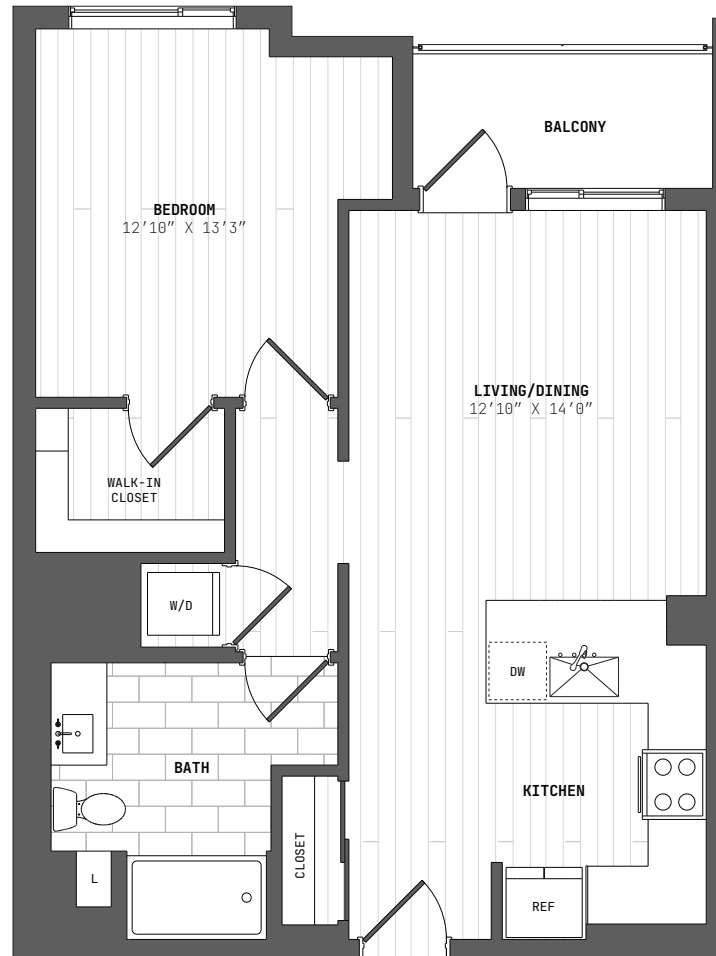 BALCONY
BEDROOM
12’10” X 13’3”
LIVING/DINING
12’10” X 14’0”
WALK-IN
CLOSET
W/D
DW
BATH
KITCHEN
CLOSET
L
REF